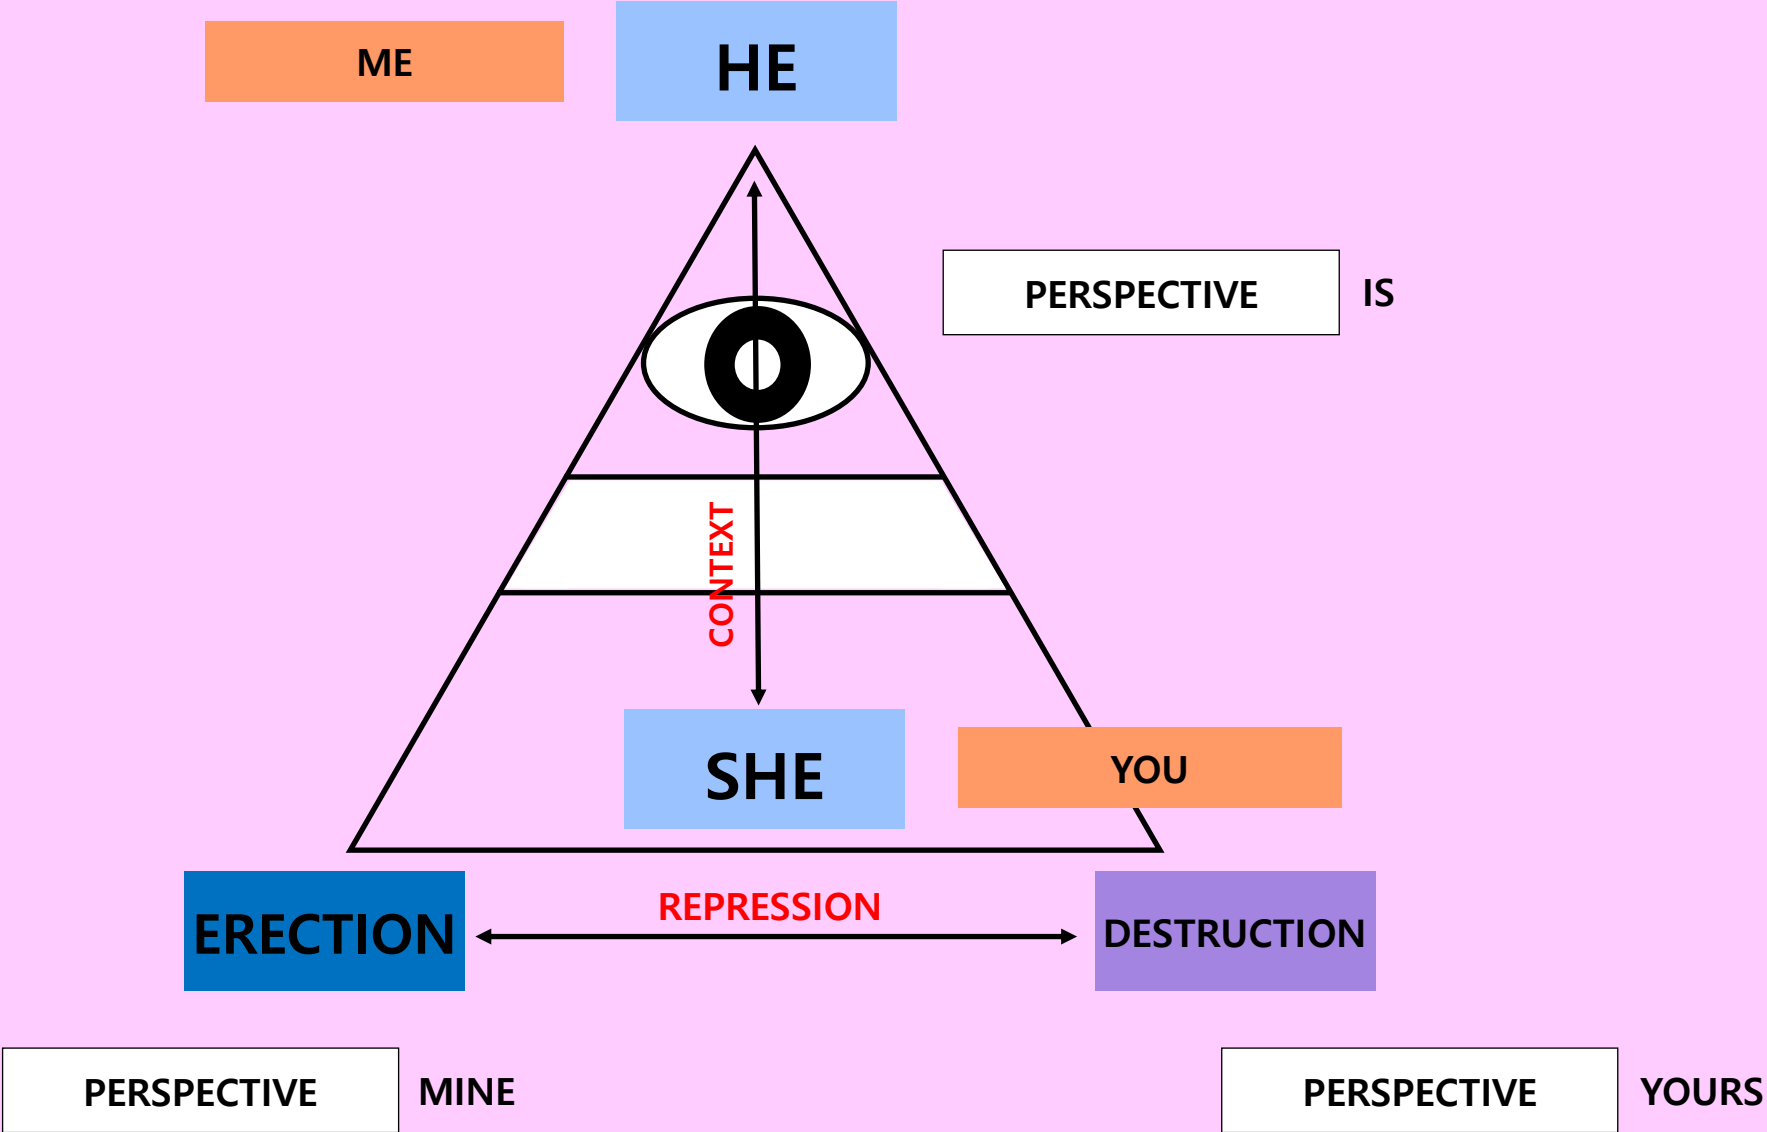 ME
HE
PERSPECTIVE
IS
CONTEXT
SHE
YOU
ERECTION
REPRESSION
DESTRUCTION
PERSPECTIVE
MINE
PERSPECTIVE
YOURS